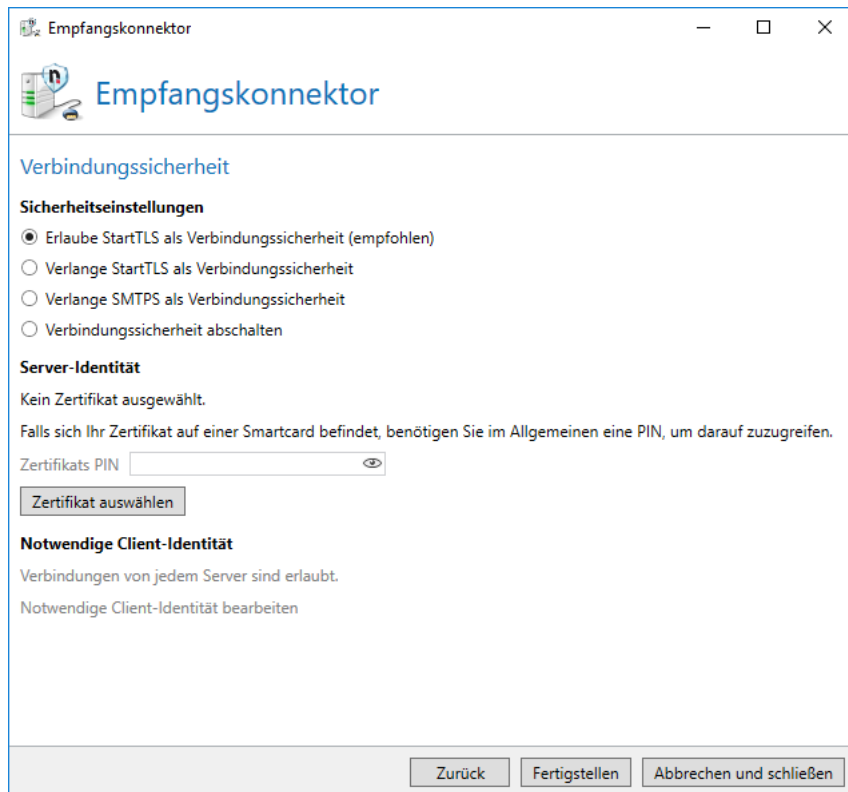 Empfangskonnektor
n
Empfangskonnektor
Verbindungssicherheit
Sicherheitseinstellungen
Erlaube StartTLS als Verbindungssicherheit (empfohlen)
Verlange StartTLS als Verbindungssicherheit
Verlange SMTPS als Verbindungssicherheit
Verbindungssicherheit abschalten
Server-Identität
Kein Zertifikat ausgewählt.
Falls sich Ihr Zertifikat auf einer Smartcard befindet, benötigen Sie im Allgemeinen eine PIN, um darauf zuzugreifen.
Zertifikats PIN
Zertifikat auswählen
Notwendige Client-Identität
Verbindungen von jedem Server sind erlaubt.
Notwendige Client-Identität bearbeiten
Zurück Fertigstellen Abbrechen und schließen